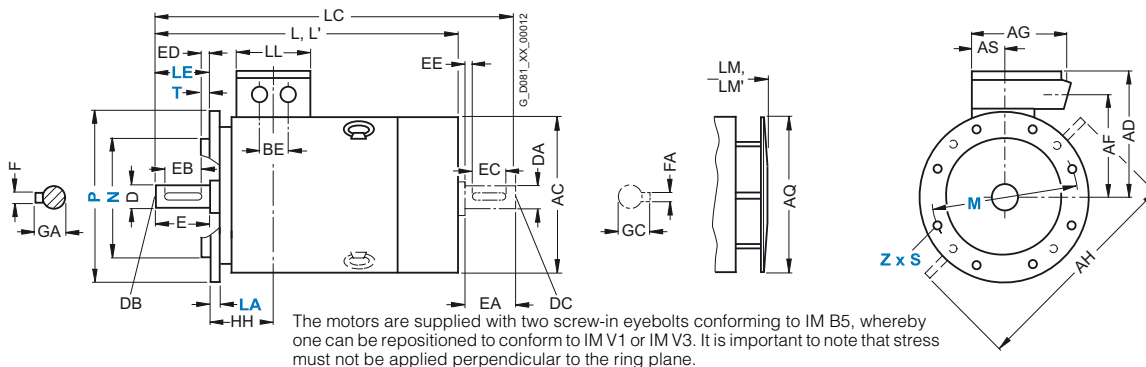 LC
L, L'
ED
LL
LE
EE
T
G_D081_XX_00012
BE
P
N
EB
D
F
GA
E
DB
LA
HH
EC
DA
AC
EA
DC
FA
GC
LM,
LM'
AQ
AG
AS
AF
AD
M
Z x S
AH
The motors are supplied with two screw-in eyebolts conforming to IM B5, whereby
one can be repositioned to conform to IM V1 or IM V3. It is important to note that stress
must not be applied perpendicular to the ring plane.